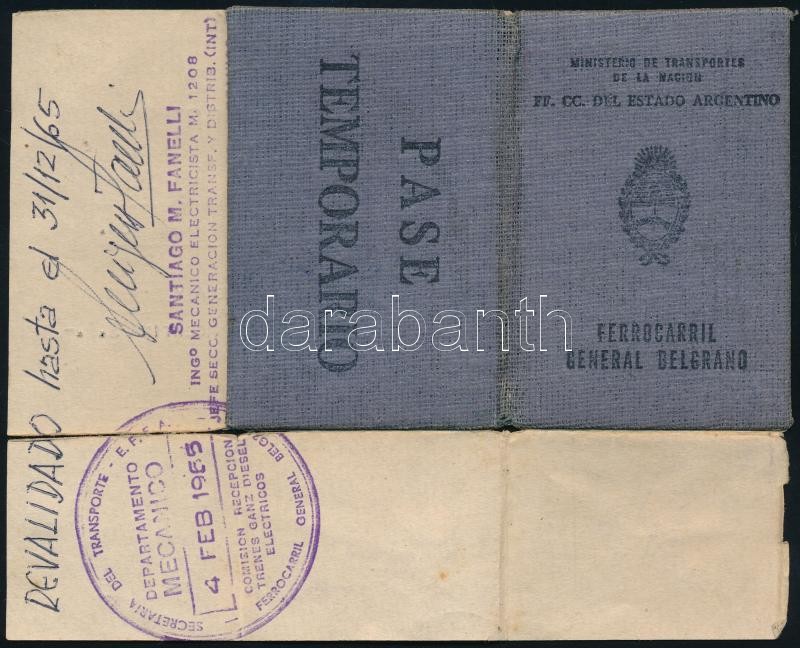 MINISTERIO DE TRANSPORTES
DE LA NACION
FF. CC. DEL ESTADO ARGENTINO
FERROCARRIL
GENERAL BELGRANO
PASE
TEMPORARIO
REVALIDADO hasta el 31/12/65
SANTIAGO M. FANELLI
INGº MECANICO ELECTRICISTA M. 1208
JEFE SECC. GENERACION TRANSF. Y DISTRIB. (INT)
SECRETARIA DEL TRANSPORTE - E.F.E.A.
DEPARTAMENTO
MECANICO
4 FEB 1965
COMISION RECEPCION
TRENES GANZ DIESEL
ELECTRICOS
FERROCARRIL GENERAL BELG
darabanth